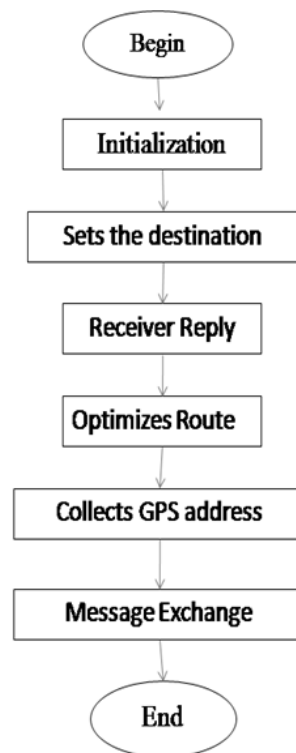 Begin
Initialization
Sets the destination
Receiver Reply
Optimizes Route
Collects GPS address
Message Exchange
End